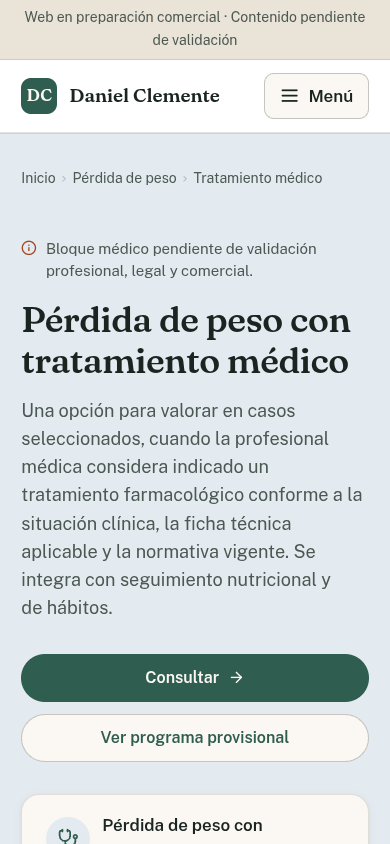 Web en preparación comercial · Contenido pendiente
de validación
DC
Daniel Clemente
Menú
Inicio › Pérdida de peso › Tratamiento médico
Bloque médico pendiente de validación
profesional, legal y comercial.
Pérdida de peso con
tratamiento médico
Una opción para valorar en casos
seleccionados, cuando la profesional
médica considera indicado un
tratamiento farmacológico conforme a la
situación clínica, la ficha técnica
aplicable y la normativa vigente. Se
integra con seguimiento nutricional y
de hábitos.
Consultar →
Ver programa provisional
Pérdida de peso con